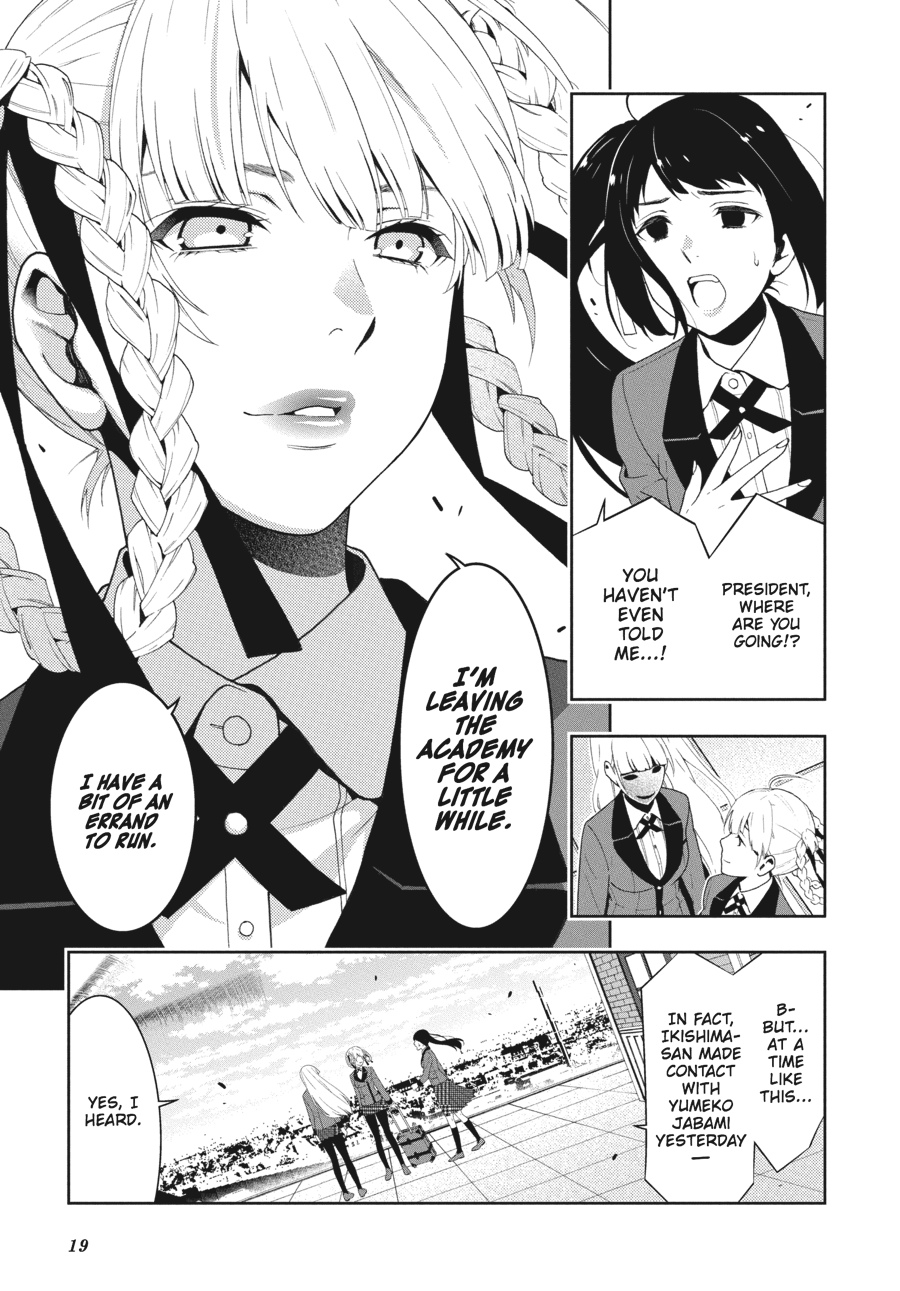 PRESIDENT,
WHERE
ARE YOU
GOING!?
YOU
HAVEN'T
EVEN
TOLD
ME...!
I'M
LEAVING
THE
ACADEMY
FOR A
LITTLE
WHILE.
I HAVE A
BIT OF AN
ERRAND
TO RUN.
B-
BUT...
AT A
TIME
LIKE
THIS...
IN FACT,
IKISHIMA-
SAN MADE
CONTACT
WITH
YUMEKO
JABAMI
YESTERDAY
—
YES, I
HEARD.
19